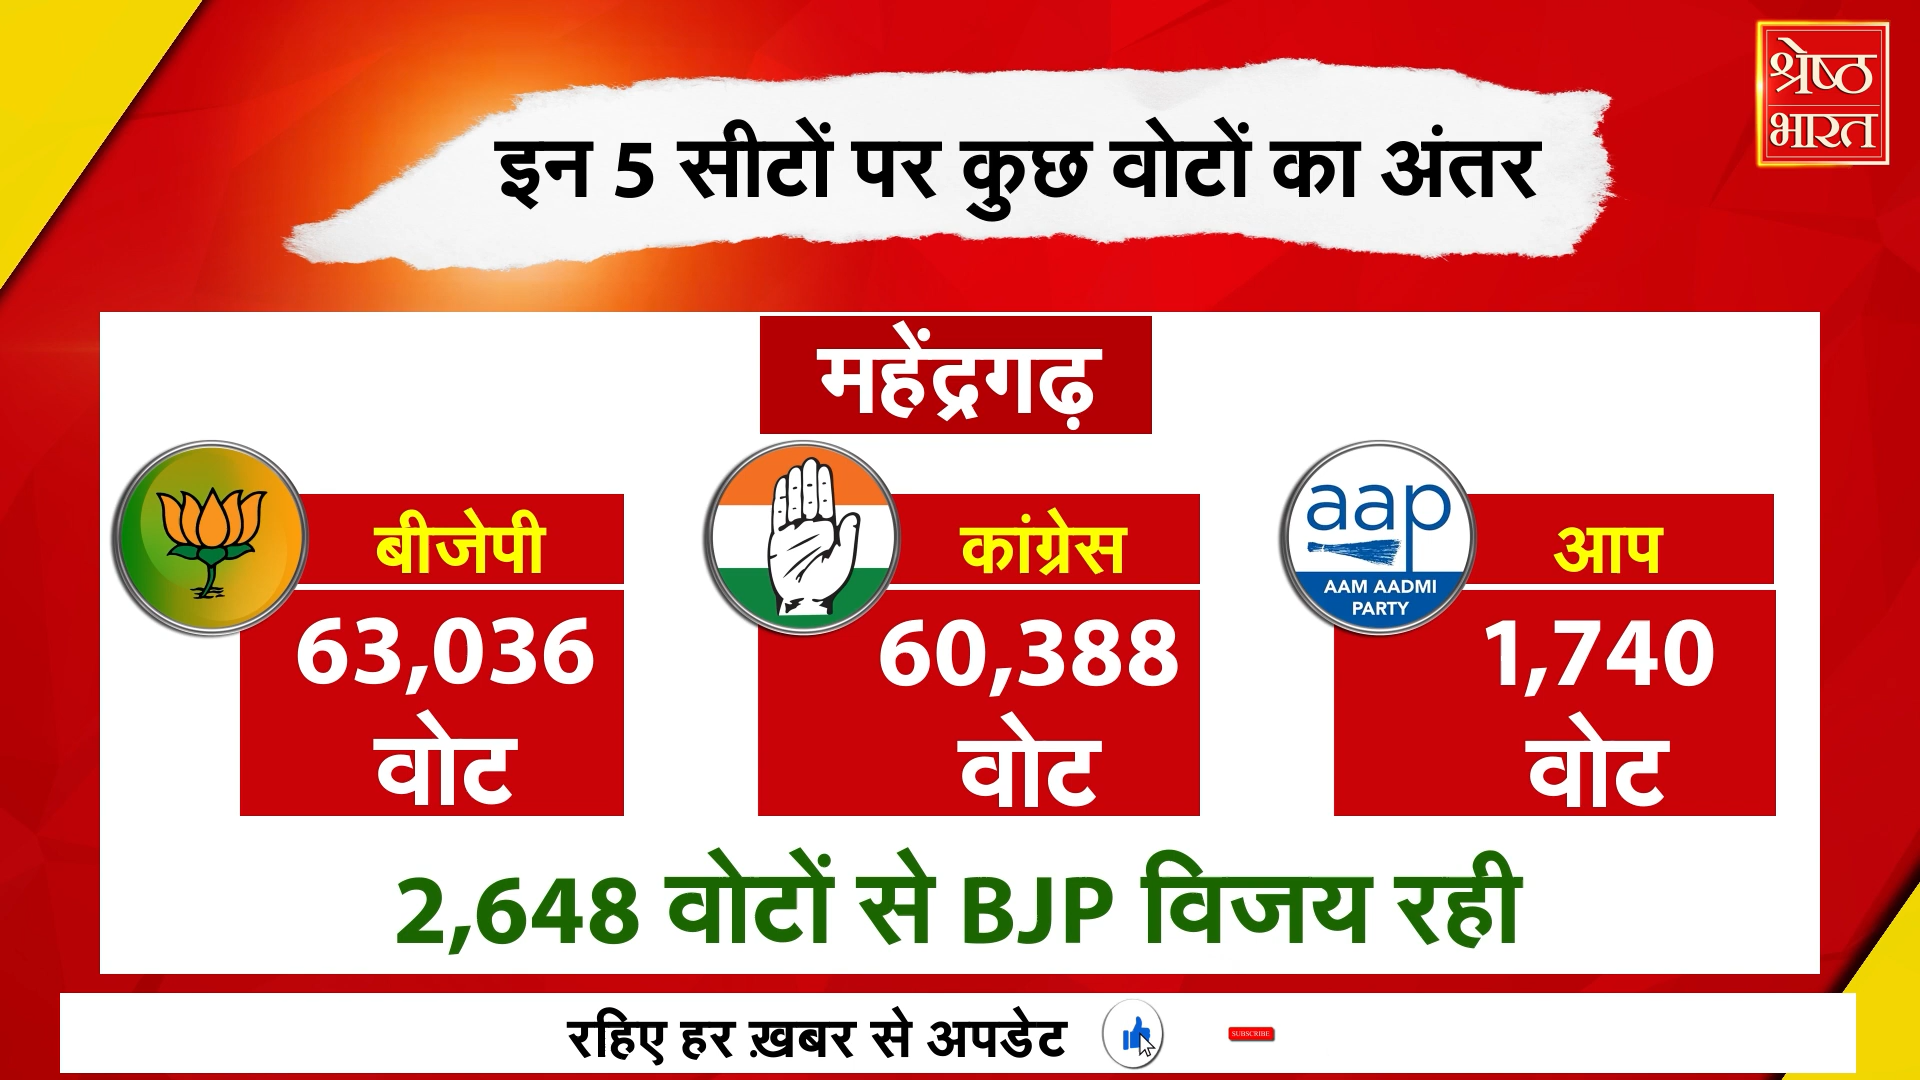 श्रेष्ठ
भारत
इन 5 सीटों पर कुछ वोटों का अंतर
महेंद्रगढ़
बीजेपी
63,036
वोट
कांग्रेस
60,388
वोट
aap
AAM AADMI
PARTY
आप
1,740
वोट
2,648 वोटों से BJP विजय रही
रहिए हर ख़बर से अपडेट
SUBSCRIBE